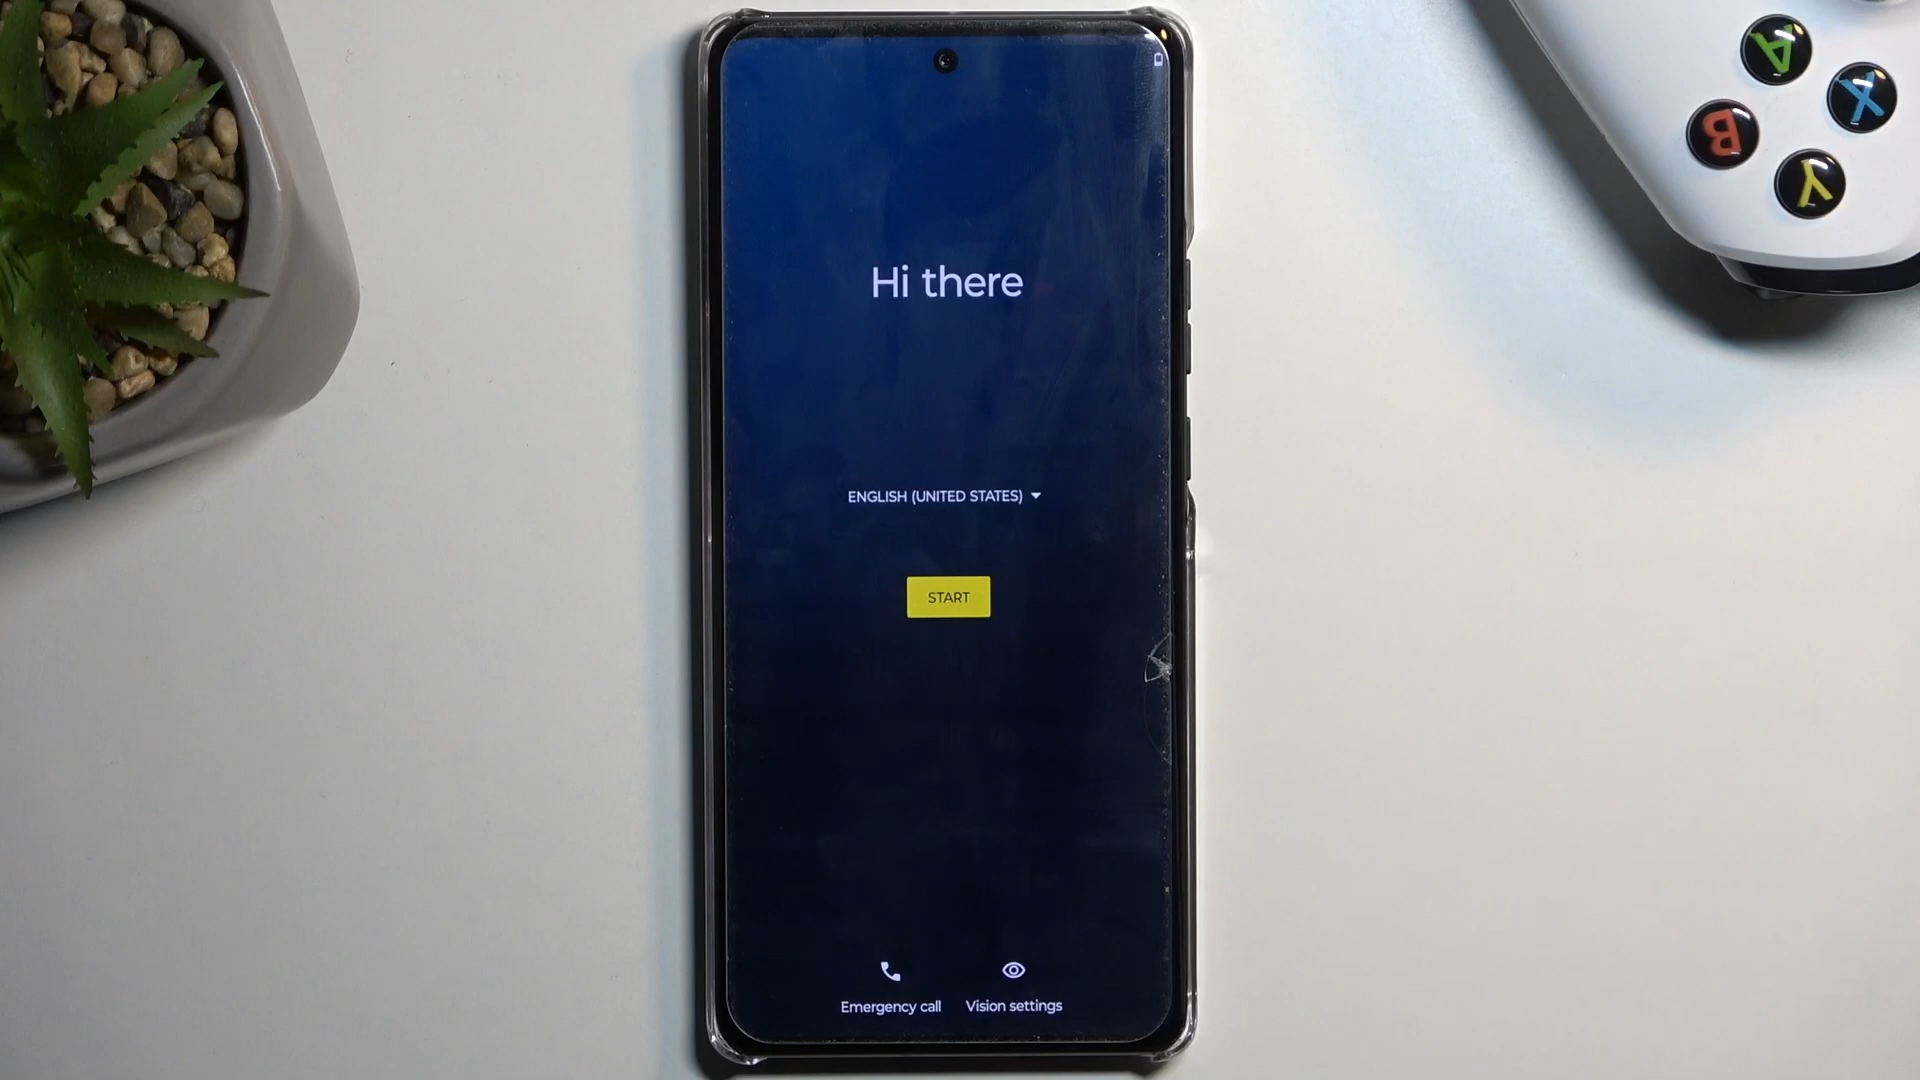 Hi there
ENGLISH (UNITED STATES)
START
Emergency call
Vision settings
A
X
B
Y